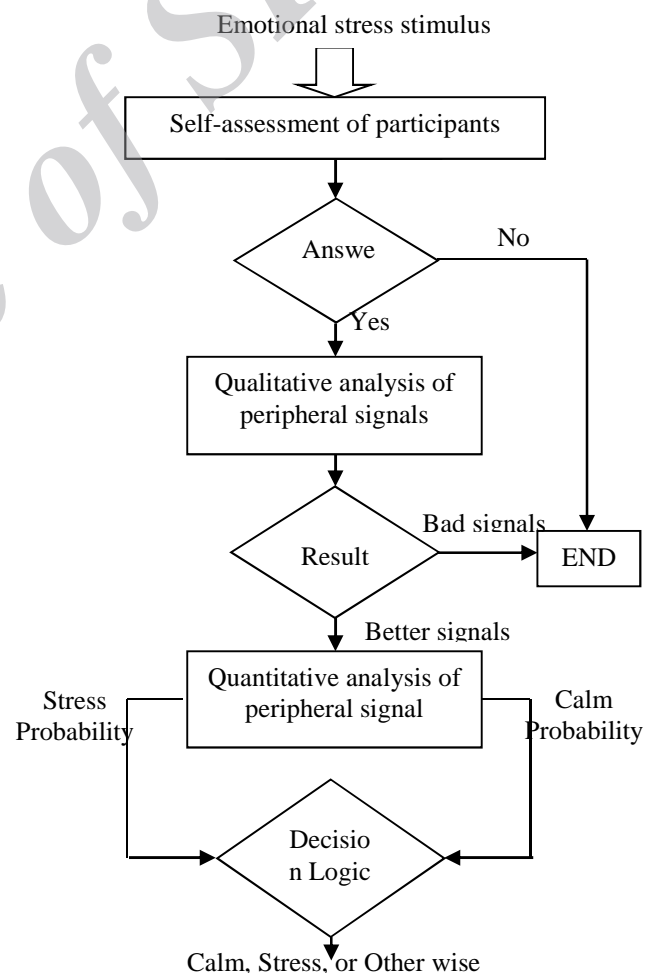 Emotional stress stimulus
Self-assessment of participants
Answe
No
Yes
Qualitative analysis of
peripheral signals
Bad signals
Result
END
Better signals
Quantitative analysis of
peripheral signal
Stress
Probability
Calm
Probability
Decisio
n Logic
Calm, Stress, or Other wise